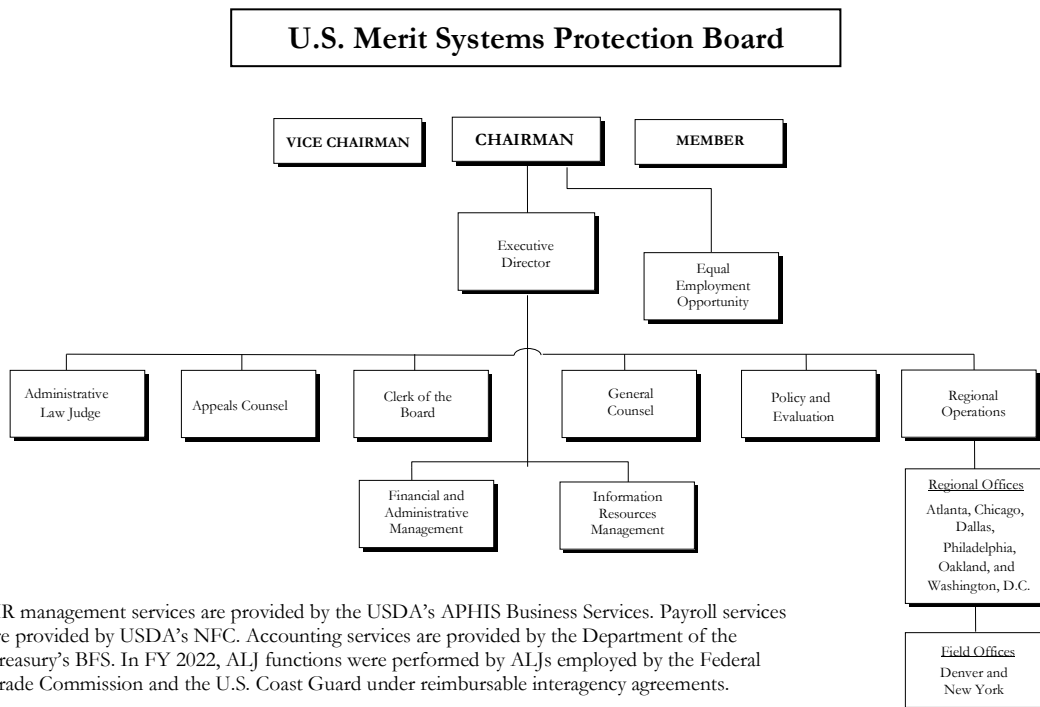 U.S. Merit Systems Protection Board
VICE CHAIRMAN
CHAIRMAN
MEMBER
Executive
Director
Equal
Employment
Opportunity
Administrative
Law Judge
Appeals Counsel
Clerk of the
Board
General
Counsel
Policy and
Evaluation
Regional
Operations
Financial and
Administrative
Management
Information
Resources
Management
Regional Offices
Atlanta, Chicago,
Dallas,
Philadelphia,
Oakland, and
Washington, D.C.
Field Offices
Denver and
New York
R management services are provided by the USDA’s APHIS Business Services. Payroll services
re provided by USDA’s NFC. Accounting services are provided by the Department of the
reasury’s BFS. In FY 2022, ALJ functions were performed by ALJs employed by the Federal
rade Commission and the U.S. Coast Guard under reimbursable interagency agreements.